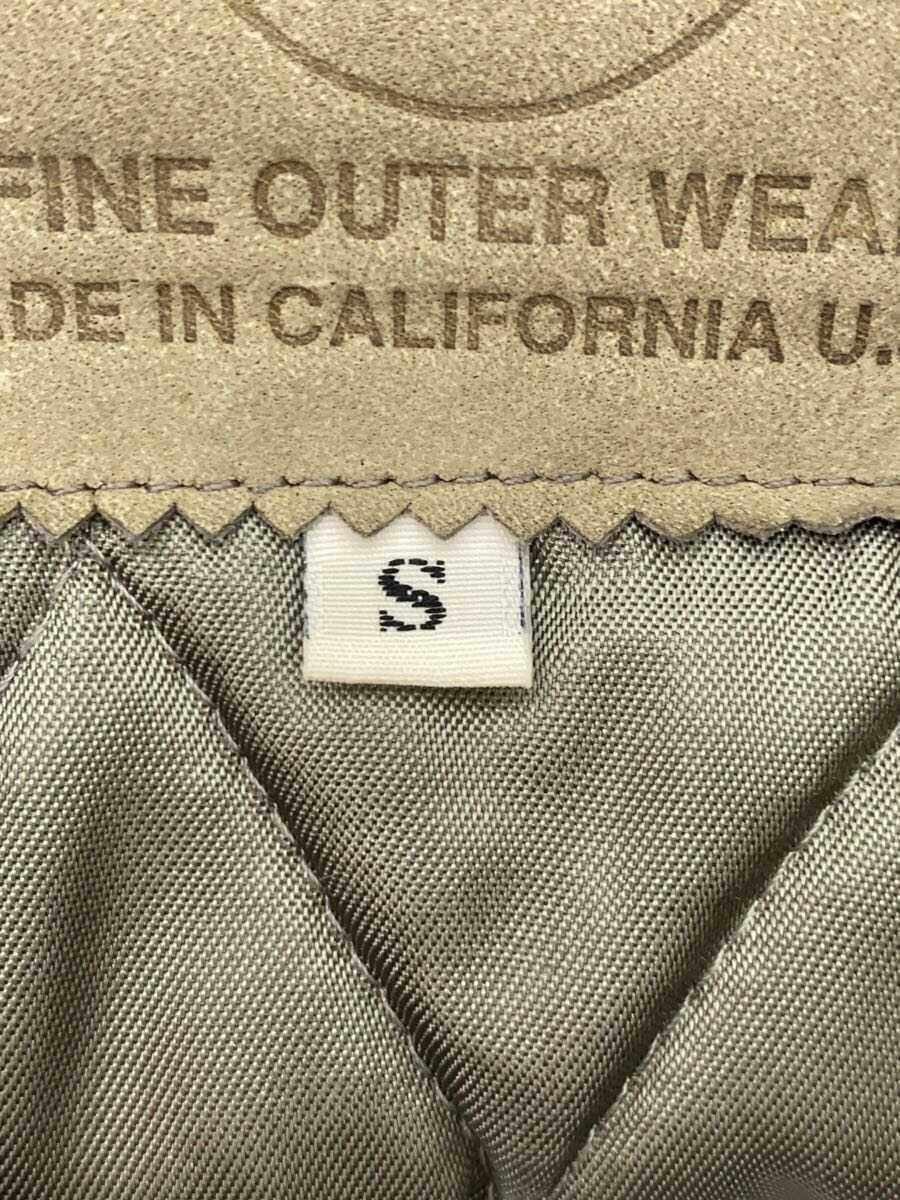 FINE OUTER WEA
ADE IN CALIFORNIA U.S
S